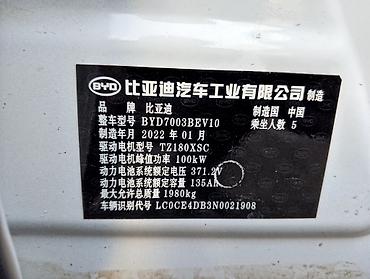 BYD 比亚迪汽车工业有限公司 制造
品 牌 比亚迪 制造国 中国
整车型号 BYD7003BEV10 乘坐人数 5
制造年月 2022 年 01 月
驱动电机型号 TZ180XSC
驱动电机峰值功率 100kW
动力电池系统额定电压 371.2V
动力电池系统额定容量 135Ah
最大允许总质量 1980kg
车辆识别代号 LC0CE4DB3N0021908